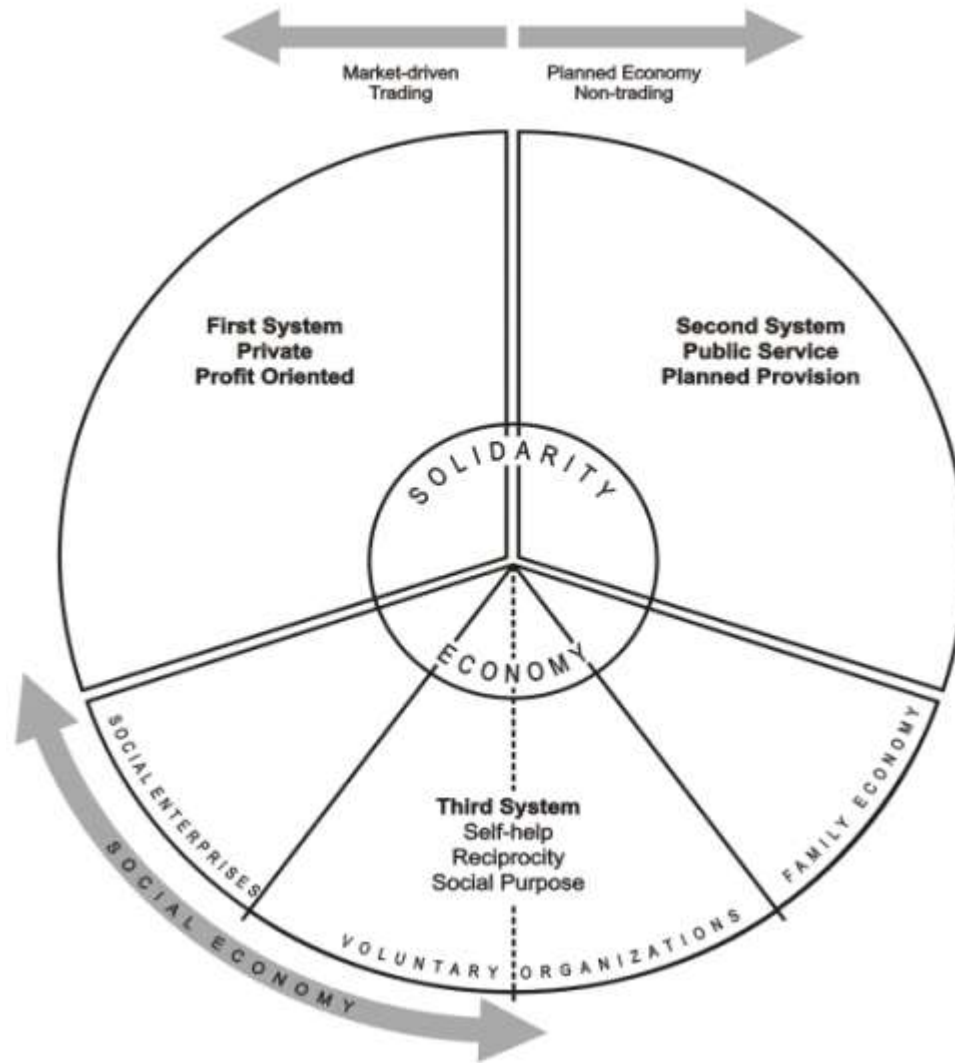 Market-driven
Trading
Planned Economy
Non-trading
First System
Private
Profit Oriented
Second System
Public Service
Planned Provision
SOLIDARITY
ECONOMY
Third System
Self-help
Reciprocity
Social Purpose
SOCIAL ENTERPRISES
VOLUNTARY ORGANIZATIONS
FAMILY ECONOMY
SOCIAL ECONOMY